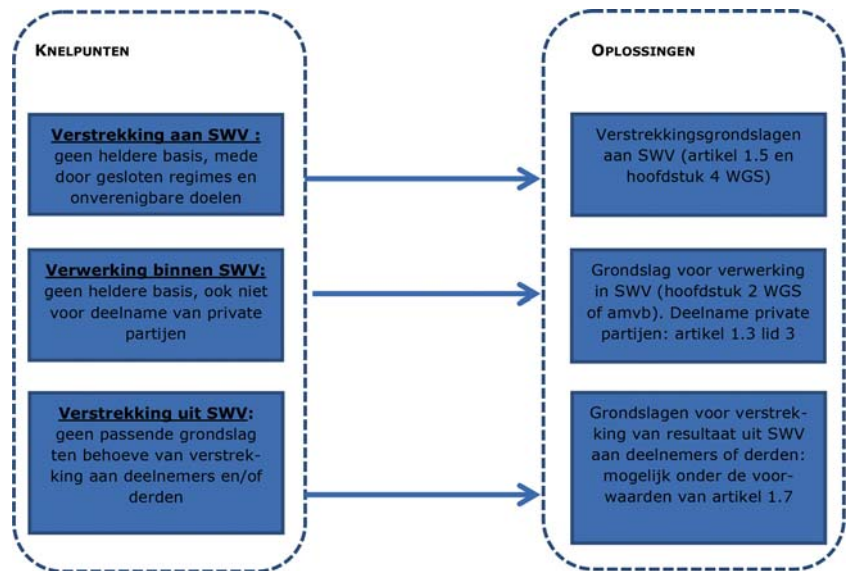 KNELPUNTEN
Verstrekking aan SWV :
geen heldere basis, mede
door gesloten regimes en
onverenigbare doelen
Verwerking binnen SWV:
geen heldere basis, ook niet
voor deelname van private
partijen
Verstrekking uit SWV:
geen passende grondslag
ten behoeve van verstrek-
king aan deelnemers en/of
derden
OPLOSSINGEN
Verstrekkingsgrondslagen
aan SWV (artikel 1.5 en
hoofdstuk 4 WGS)
Grondslag voor verwerking
in SWV (hoofdstuk 2 WGS
of amvb). Deelname private
partijen: artikel 1.3 lid 3
Grondslagen voor verstrek-
king van resultaat uit SWV
aan deelnemers of derden:
mogelijk onder de voor-
waarden van artikel 1.7